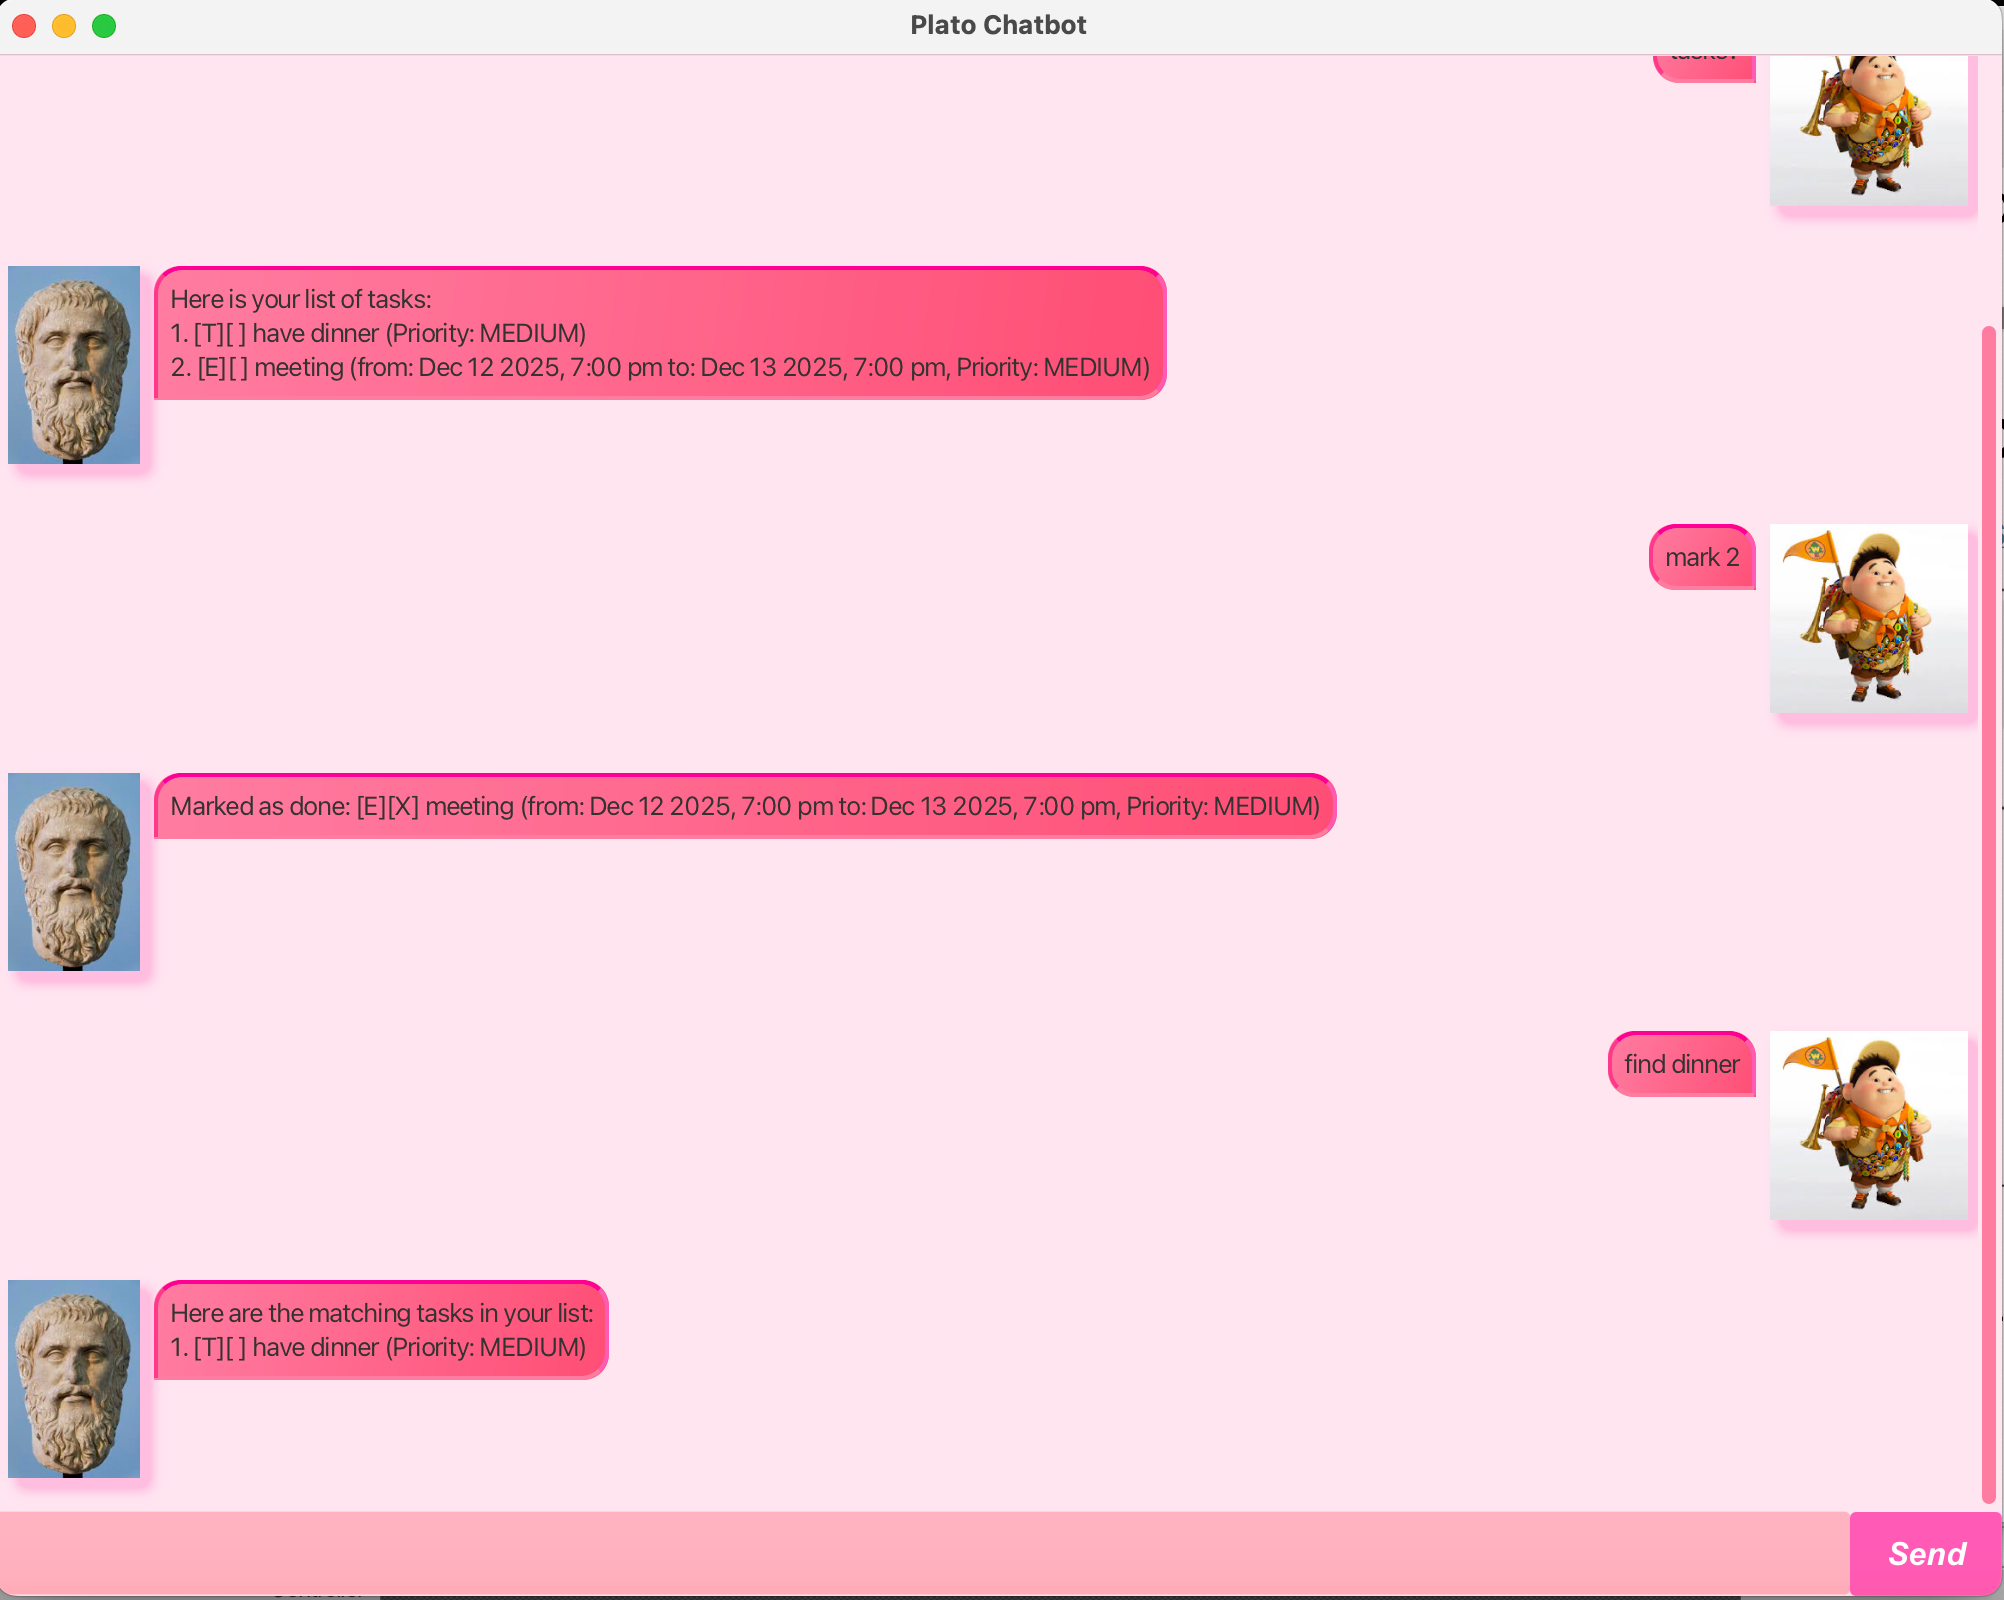 Plato Chatbot
Here is your list of tasks:
1. [T][ ] have dinner (Priority: MEDIUM)
2. [E][ ] meeting (from: Dec 12 2025, 7:00 pm to: Dec 13 2025, 7:00 pm, Priority: MEDIUM)
mark 2
Marked as done: [E][X] meeting (from: Dec 12 2025, 7:00 pm to: Dec 13 2025, 7:00 pm, Priority: MEDIUM)
find dinner
Here are the matching tasks in your list:
1. [T][ ] have dinner (Priority: MEDIUM)
Send